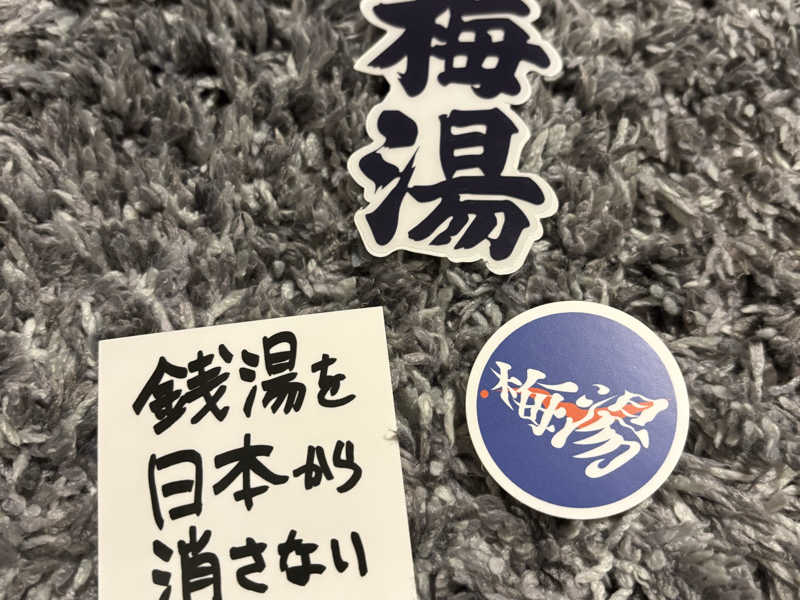 梅湯
銭湯を
日本から
消さない
梅湯